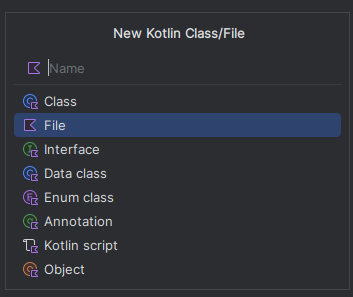 New Kotlin Class/File
Name
Class
File
Interface
Data class
Enum class
Annotation
Kotlin script
Object